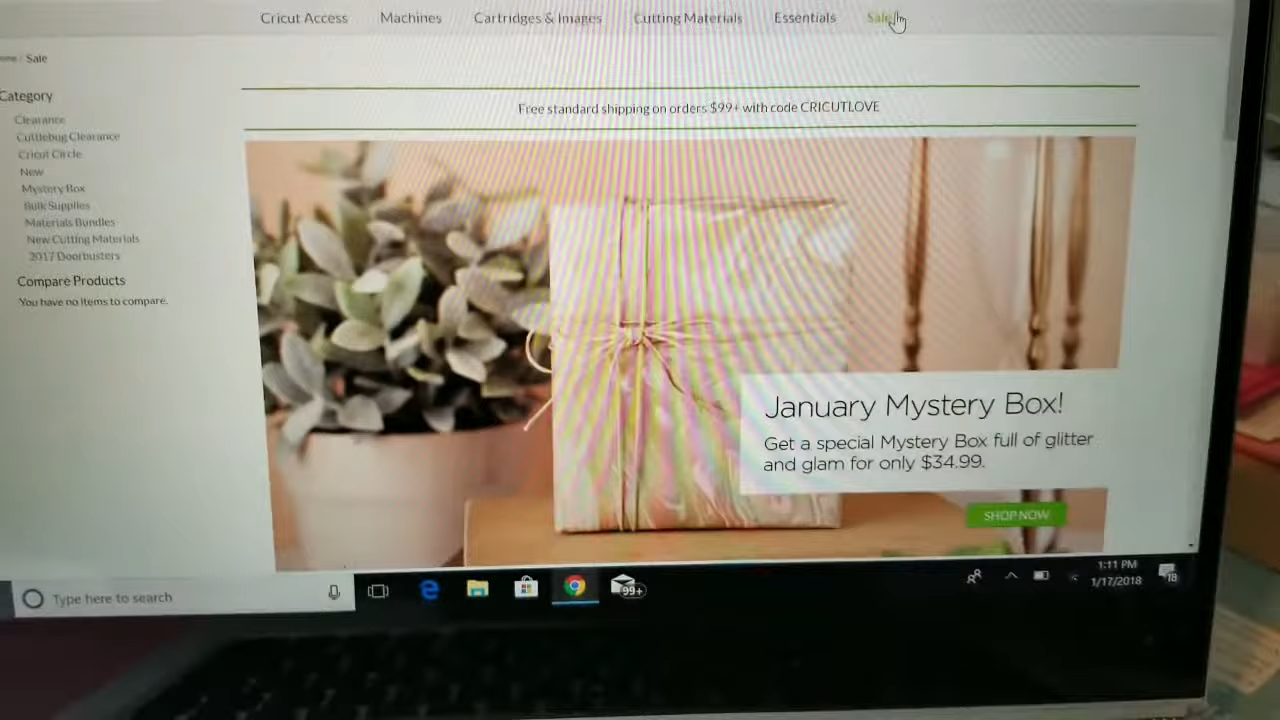 Cricut Access Machines Cartridges & Images Cutting Materials Essentials Sale
Sale
Category
Clearance
Cuttlebug Clearance
Cricut Circle
New
Mystery Box
Bulk Supplies
Materials Bundles
New Cutting Materials
2017 Doorbusters
Compare Products
You have no items to compare.
Free standard shipping on orders $99+ with code CRICUTLOVE
January Mystery Box!
Get a special Mystery Box full of glitter
and glam for only $34.99.
SHOP NOW
Type here to search
99+
1:11 PM
1/17/2018
18